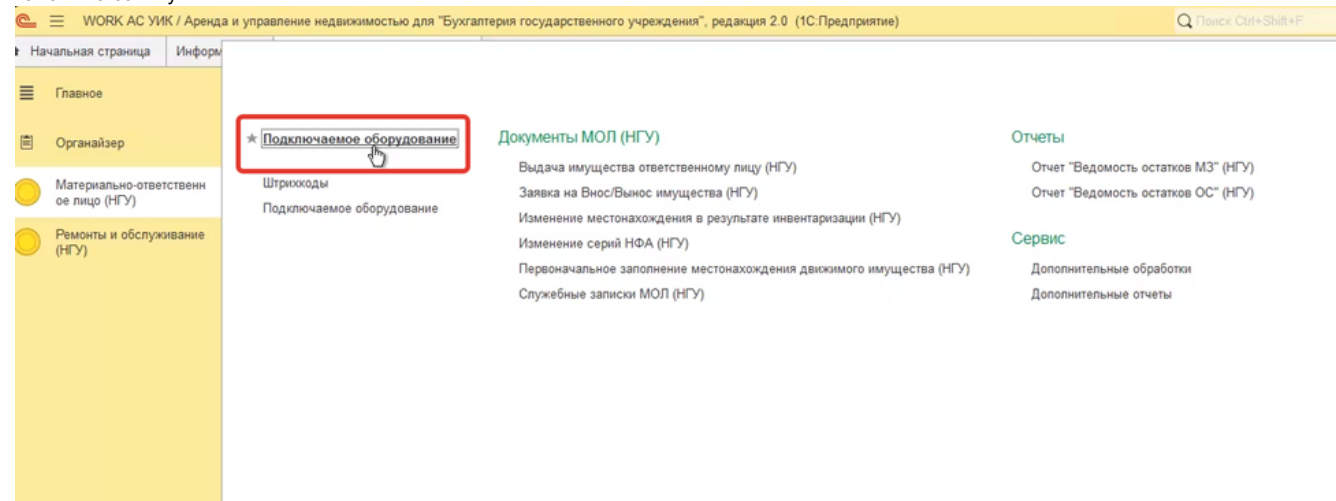 WORK АС УИК / Аренда и управление недвижимостью для "Бухгалтерия государственного учреждения", редакция 2.0 (1С:Предприятие)
Поиск Ctrl+Shift+F
Начальная страница
Информ
Главное
Органайзер
Материально-ответственн
ое лицо (НГУ)
Ремонты и обслуживание
(НГУ)
Подключаемое оборудование
Штрихкоды
Подключаемое оборудование
Документы МОЛ (НГУ)
Выдача имущества ответственному лицу (НГУ)
Заявка на Внос/Вынос имущества (НГУ)
Изменение местонахождения в результате инвентаризации (НГУ)
Изменение серий НФА (НГУ)
Первоначальное заполнение местонахождения движимого имущества (НГУ)
Служебные записки МОЛ (НГУ)
Отчеты
Отчет "Ведомость остатков МЗ" (НГУ)
Отчет "Ведомость остатков ОС" (НГУ)
Сервис
Дополнительные обработки
Дополнительные отчеты